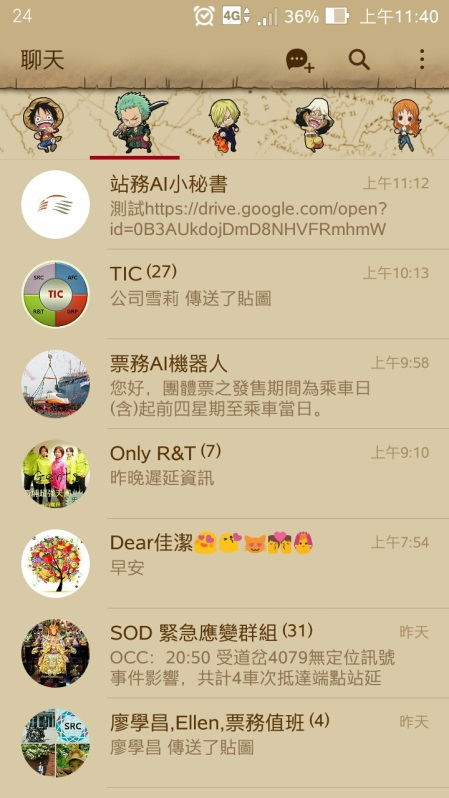 24 4G 36% 上午11:40
聊天
站務AI小秘書 上午11:12
測試https://drive.google.com/open?
id=0B3AUkdojDmD8NHVFRmhmW
TIC (27) 上午10:13
SRC AFC
TIC
R&T GRP
公司雪莉 傳送了貼圖
票務AI機器人 上午9:58
您好，團體票之發售期間為乘車日
(含)起前四星期至乘車當日。
Only R&T (7) 上午9:10
昨晚遲延資訊
Dear佳潔😍😘😻💏👰 上午7:54
早安
SOD 緊急應變群組 (31) 昨天
OCC：20:50 受道岔4079無定位訊號
事件影響，共計4車次抵達端點站延
廖學昌,Ellen,票務值班 (4) 昨天
SRC
廖學昌 傳送了貼圖